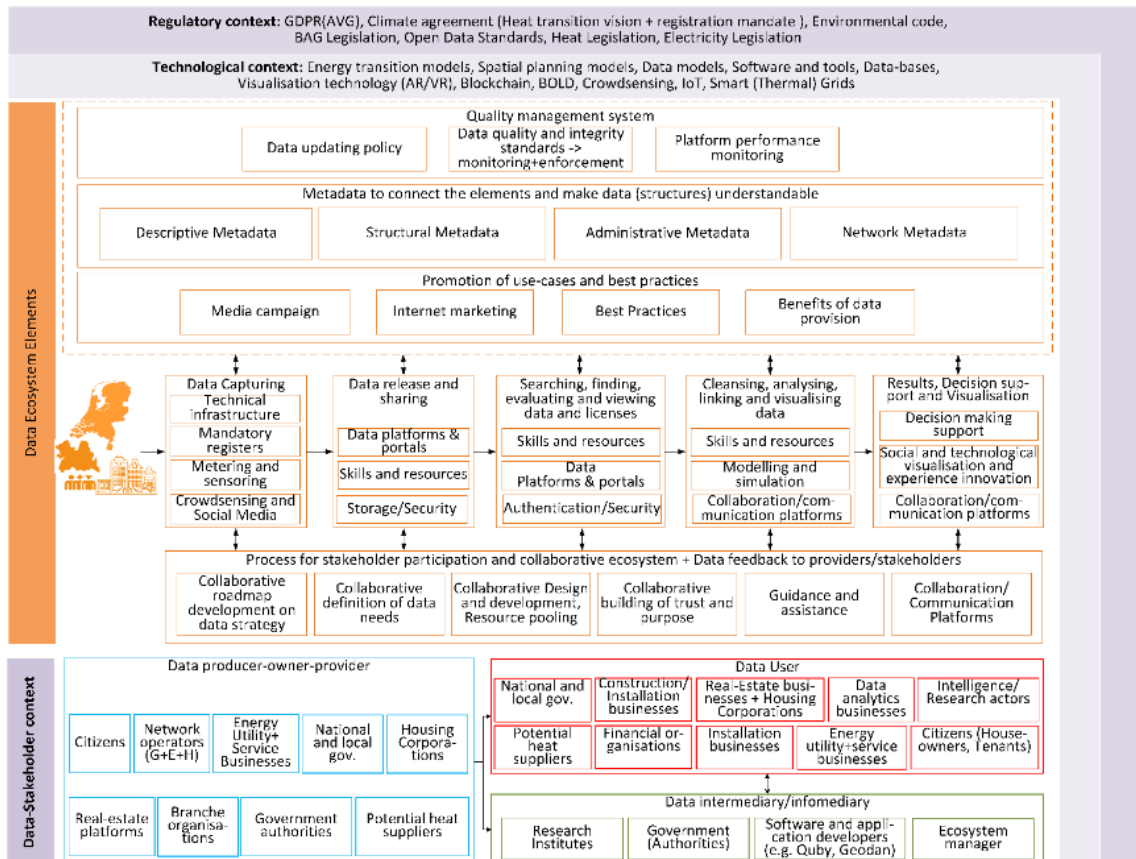 Regulatory context: GDPR(AVG), Climate agreement (Heat transition vision + registration mandate ), Environmental code,
BAG Legislation, Open Data Standards, Heat Legislation, Electricity Legislation
Technological context: Energy transition models, Spatial planning models, Data models, Software and tools, Data-bases,
Visualisation technology (AR/VR), Blockchain, BOLD, Crowdsensing, IoT, Smart (Thermal) Grids
Data Ecosystem Elements
Quality management system
Data updating policy
Data quality and integrity
standards ->
monitoring+enforcement
Platform performance
monitoring
Metadata to connect the elements and make data (structures) understandable
Descriptive Metadata
Structural Metadata
Administrative Metadata
Network Metadata
Promotion of use-cases and best practices
Media campaign
Internet marketing
Best Practices
Benefits of data
provision
Data Capturing
Technical
infrastructure
Mandatory
registers
Metering and
sensoring
Crowdsensing and
Social Media
Data release and
sharing
Data platforms &
portals
Skills and resources
Storage/Security
Searching, finding,
evaluating and viewing
data and licenses
Skills and resources
Data
Platforms & portals
Authentication/Security
Cleansing, analysing,
linking and visualising
data
Skills and resources
Modelling and
simulation
Collaboration/com-
munication platforms
Results, Decision sup-
port and Visualisation
Decision making
support
Social and technological
visualisation and
experience innovation
Collaboration/com-
munication platforms
Process for stakeholder participation and collaborative ecosystem + Data feedback to providers/stakeholders
Collaborative
roadmap
development on
data strategy
Collaborative
definition of data
needs
Collaborative Design
and development,
Resource pooling
Collaborative
building of trust and
purpose
Guidance and
assistance
Collaboration/
Communication
Platforms
Data-Stakeholder context
Data producer-owner-provider
Citizens
Network
operators
(G+E+H)
Energy
Utility+
Service
Businesses
National and
local gov.
Housing
Corpora-
tions
Real-estate
platforms
Branche
organisa-
tions
Government
authorities
Potential heat
suppliers
Data User
National and
local gov.
Construction/
Installation
businesses
Real-Estate busi-
nesses + Housing
Corporations
Data
analytics
businesses
Intelligence/
Research actors
Potential
heat
suppliers
Financial or-
ganisations
Installation
businesses
Energy
utility+service
businesses
Citizens (House-
owners, Tenants)
Data intermediary/infomediary
Research
Institutes
Government
(Authorities)
Software and appli-
cation developers
(e.g. Quby, Geodan)
Ecosystem
manager